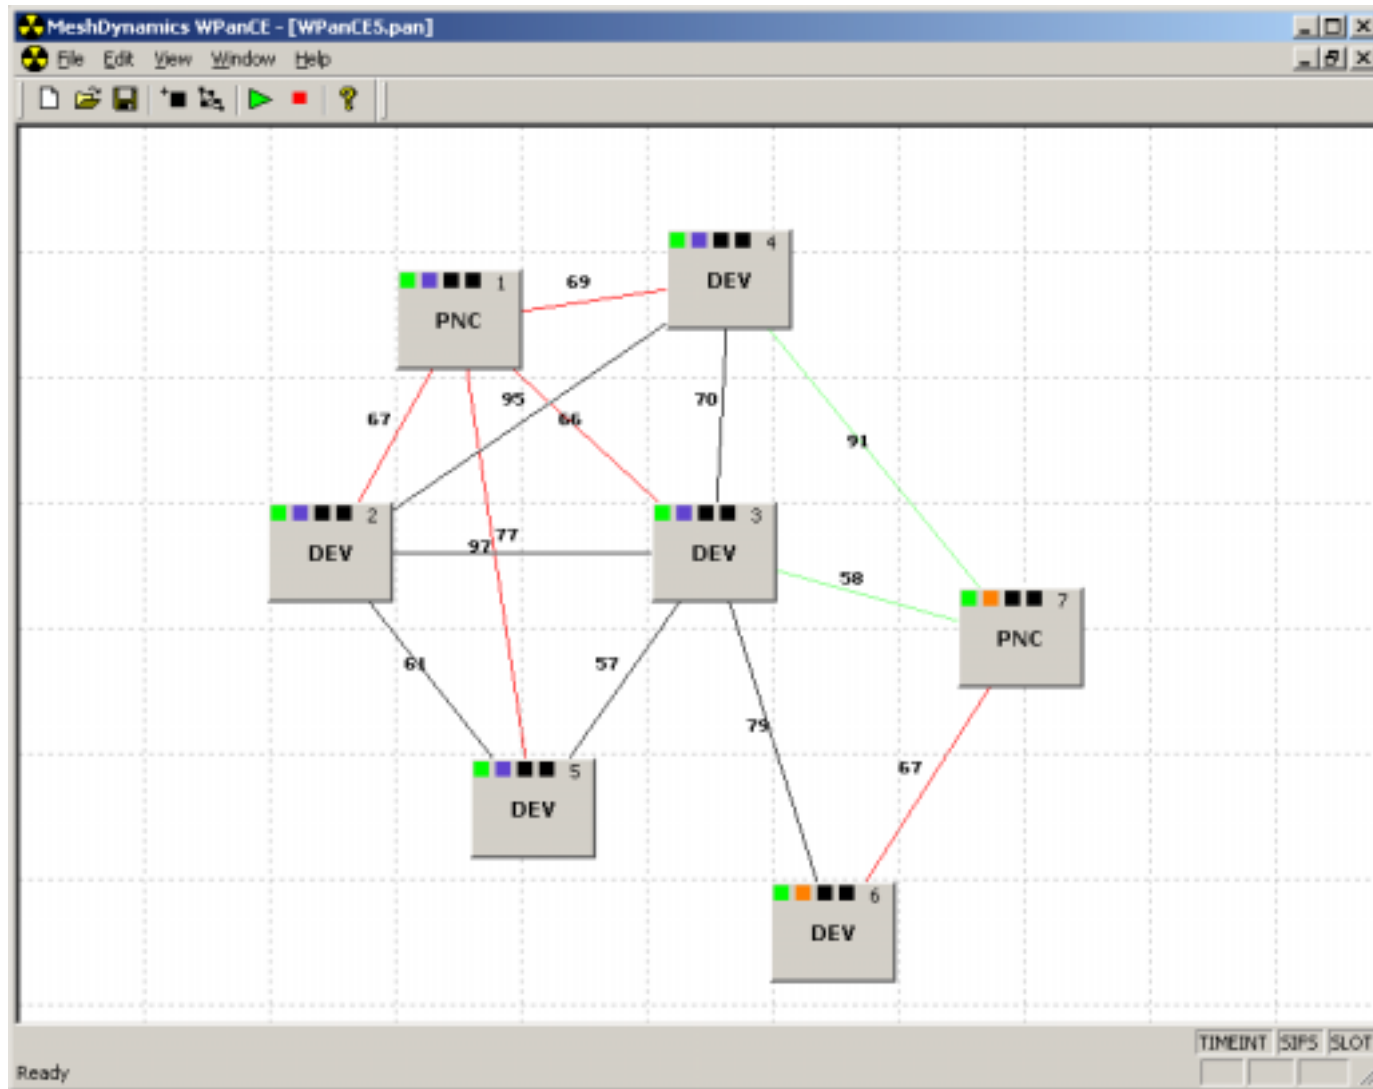 MeshDynamics WPanCE - [WPanCE5.pan]
File Edit View Window Help
4
DEV
1
PNC
69
67
95
66
70
91
2
DEV
3
DEV
77
97
58
7
PNC
61
57
79
67
5
DEV
6
DEV
TIMEINT SIFS SLOT
Ready